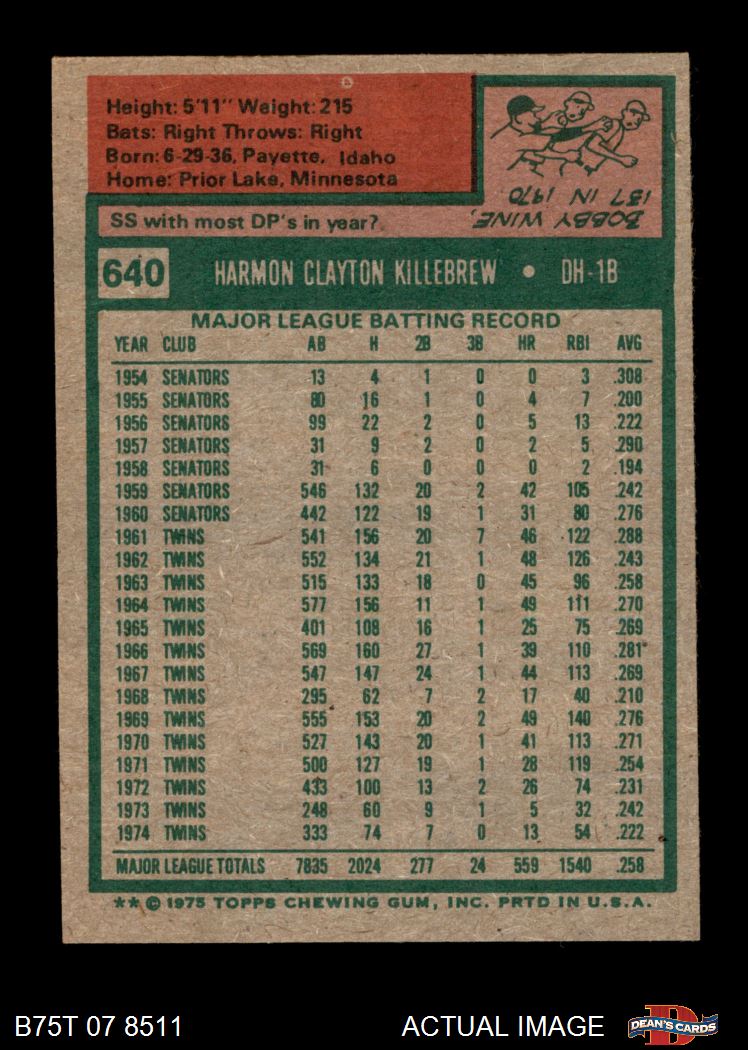 Height: 5'11" Weight: 215
Bats: Right Throws: Right
Born: 6-29-36, Payette, Idaho
Home: Prior Lake, Minnesota
SS with most DP's in year?
BOBBY WINE,
137 IN 1970
640 HARMON CLAYTON KILLEBREW • DH-1B
MAJOR LEAGUE BATTING RECORD
YEAR CLUB AB H 2B 3B HR RBI AVG
1954 SENATORS 13 4 1 0 0 3 .308
1955 SENATORS 80 16 1 0 4 7 .200
1956 SENATORS 99 22 2 0 5 13 .222
1957 SENATORS 31 9 2 0 2 5 .290
1958 SENATORS 31 6 0 0 0 2 .194
1959 SENATORS 546 132 20 2 42 105 .242
1960 SENATORS 442 122 19 1 31 80 .276
1961 TWINS 541 156 20 7 46 122 .288
1962 TWINS 552 134 21 1 48 126 .243
1963 TWINS 515 133 18 0 45 96 .258
1964 TWINS 577 156 11 1 49 111 .270
1965 TWINS 401 108 16 1 25 75 .269
1966 TWINS 569 160 27 1 39 110 .281
1967 TWINS 547 147 24 1 44 113 .269
1968 TWINS 295 62 7 2 17 40 .210
1969 TWINS 555 153 20 2 49 140 .276
1970 TWINS 527 143 20 1 41 113 .271
1971 TWINS 500 127 19 1 28 119 .254
1972 TWINS 433 100 13 2 26 74 .231
1973 TWINS 248 60 9 1 5 32 .242
1974 TWINS 333 74 7 0 13 54 .222
MAJOR LEAGUE TOTALS 7835 2024 277 24 559 1540 .258
** © 1975 TOPPS CHEWING GUM, INC. PRTD IN U.S.A.
B75T 07 8511 ACTUAL IMAGE DEAN'S CARDS